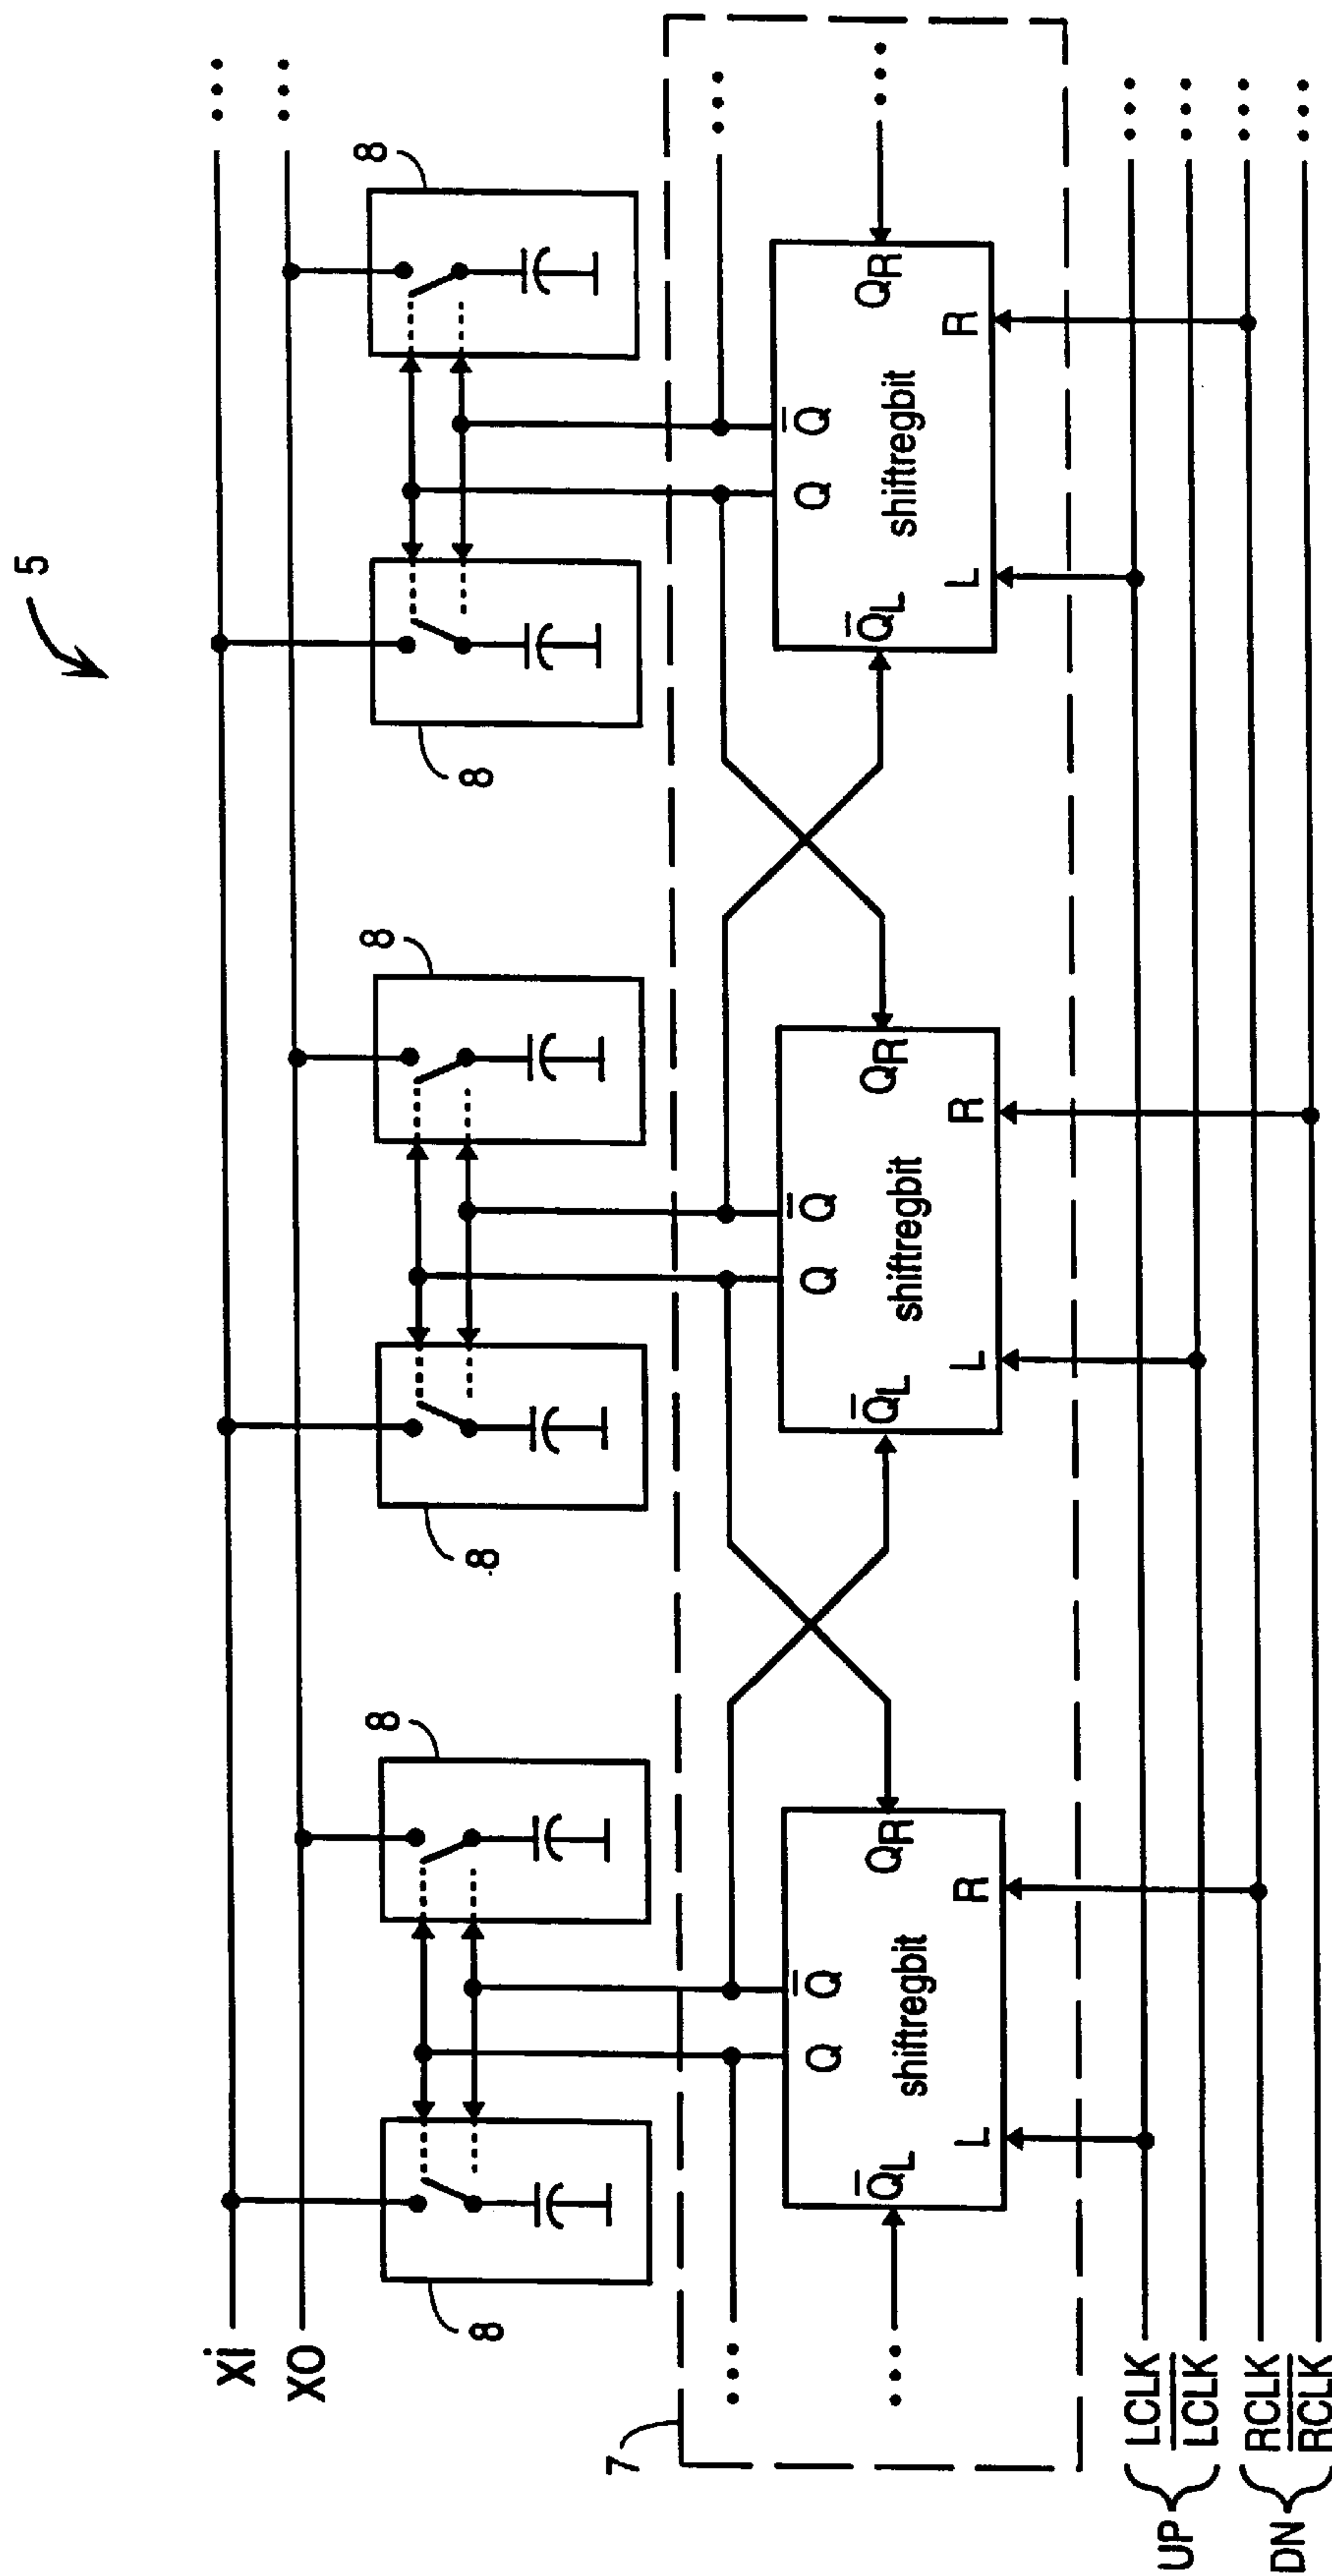 5
Xi
XO
8
8
8
8
8
8
7
Q
Q̅
Q
Q̅
Q
Q̅
Q̅L
shiftregbit
QR
Q̅L
shiftregbit
QR
Q̅L
shiftregbit
QR
L
R
L
R
L
R
...
...
...
...
...
...
UP { LCLK
L̅C̅L̅K̅
DN { RCLK
R̅C̅L̅K̅
...
...
...
...